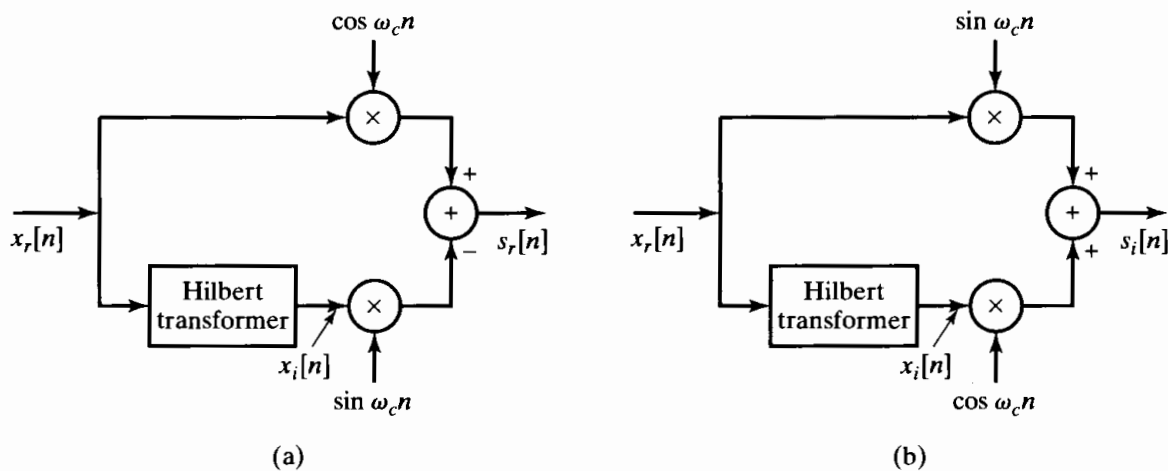 cos ω_c n
×
+
+
−
x_r[n]
s_r[n]
Hilbert
transformer
×
x_i[n]
sin ω_c n
(a)
sin ω_c n
×
+
+
+
x_r[n]
s_i[n]
Hilbert
transformer
×
x_i[n]
cos ω_c n
(b)